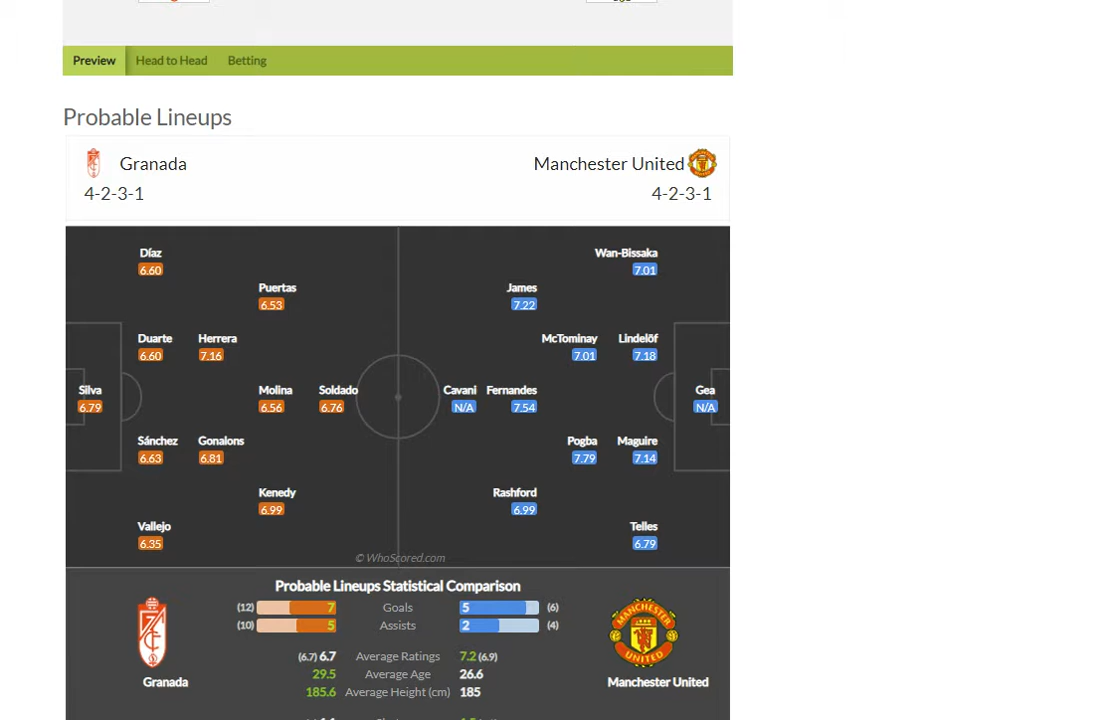 Preview Head to Head Betting
Probable Lineups
Granada Manchester United
4-2-3-1 4-2-3-1
Díaz Wan-Bissaka
6.60 7.01
Puertas James
6.53 7.22
Duarte Herrera McTominay Lindelöf
6.60 7.16 7.01 7.18
Silva Molina Soldado Cavani Fernandes Gea
6.79 6.56 6.76 N/A 7.54 N/A
Sánchez Gonalons Pogba Maguire
6.63 6.81 7.79 7.14
Kenedy Rashford
6.99 6.99
Vallejo Telles
6.35 6.79
© WhoScored.com
Probable Lineups Statistical Comparison
(12) 7 Goals 5 (6)
(10) 5 Assists 2 (4)
(6.7) 6.7 Average Ratings 7.2 (6.9)
29.5 Average Age 26.6
185.6 Average Height (cm) 185
Granada Manchester United
MANCHESTER
UNITED